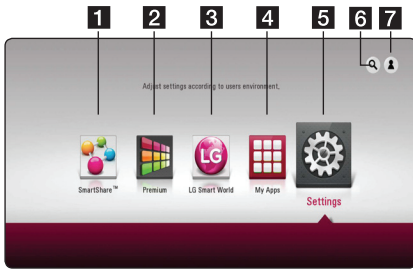 1 2 3 4 5 6 7
Adjust settings according to users environment.
LG
SmartShare™ Premium LG Smart World My Apps Settings